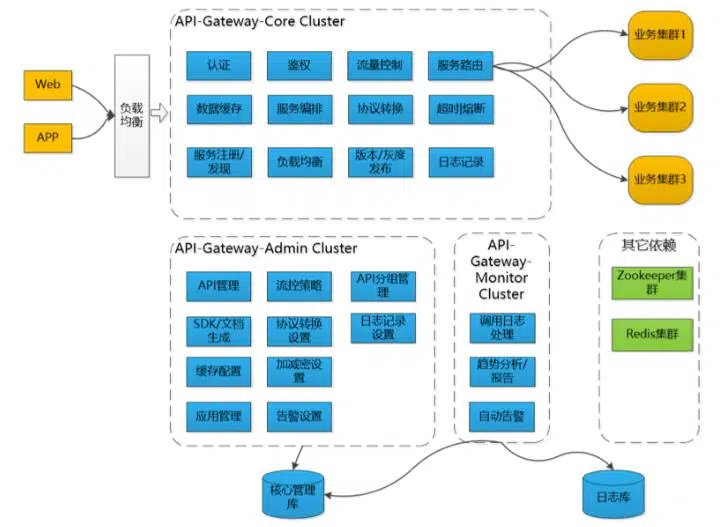 API-Gateway-Core Cluster
Web
APP
负载
均衡
认证
鉴权
流量控制
服务路由
数据缓存
服务编排
协议转换
超时|熔断
服务注册/
发现
负载均衡
版本/灰度
发布
日志记录
业务集群1
业务集群2
业务集群3
API-Gateway-Admin Cluster
API管理
流控策略
API分组管
理
SDK/文档
生成
协议转换
设置
日志记录
设置
缓存配置
加减密设
置
应用管理
告警设置
API-
Gateway-
Monitor
Cluster
调用日志
处理
趋势分析/
报告
自动告警
其它依赖
Zookeeper集
群
Redis集群
核心管理
库
日志库